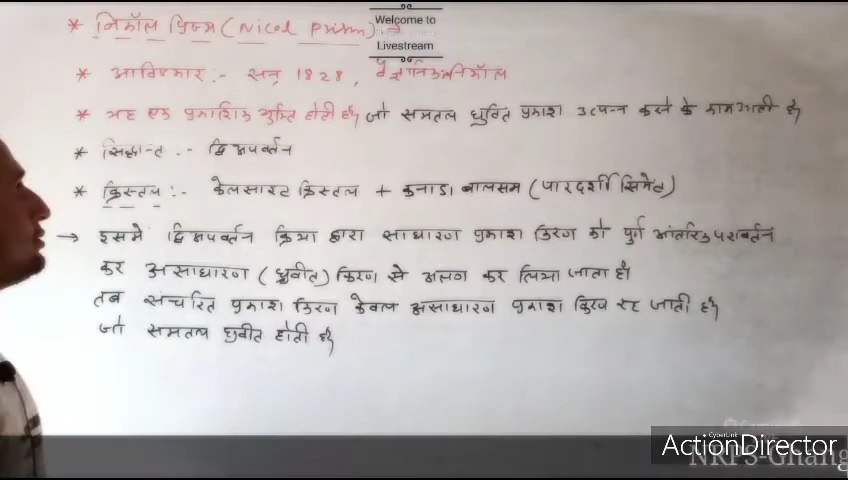 * निकॉल प्रिज्म (Nicol Prism) :-
Welcome to
Livestream
* आविष्कार :- सन् 1828, वैज्ञानिक निकॉल
* यह एक प्रकाशिक युक्ति होती है, जो समतल ध्रुवित प्रकाश उत्पन्न करने के काम आती है,
* सिद्धान्त :- द्विअपवर्तन
* क्रिस्टल :- केलसाइट क्रिस्टल + कनाडा बालसम (पारदर्शी सिमेंट)
→ इसमें द्विअपवर्तन क्रिया द्वारा साधारण प्रकाश किरण को पूर्ण आंतरिक परावर्तन
कर असाधारण (ध्रुवीत) किरण से अलग कर लिया जाता है।
तब संचरित प्रकाश किरण केवल असाधारण प्रकाश किरण रह जाती है,
जो समतल ध्रुवीत होती है,
CyberLink
ActionDirector